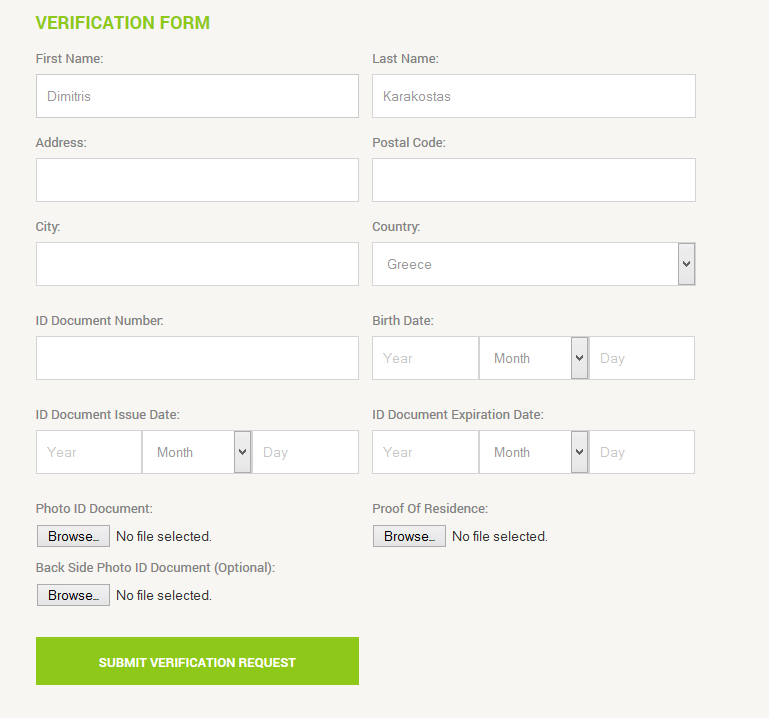 VERIFICATION FORM
First Name: Last Name:
Dimitris Karakostas
Address: Postal Code:
City: Country:
Greece
ID Document Number: Birth Date:
Year Month Day
ID Document Issue Date: ID Document Expiration Date:
Year Month Day Year Month Day
Photo ID Document: Proof Of Residence:
Browse... No file selected. Browse... No file selected.
Back Side Photo ID Document (Optional):
Browse... No file selected.
SUBMIT VERIFICATION REQUEST